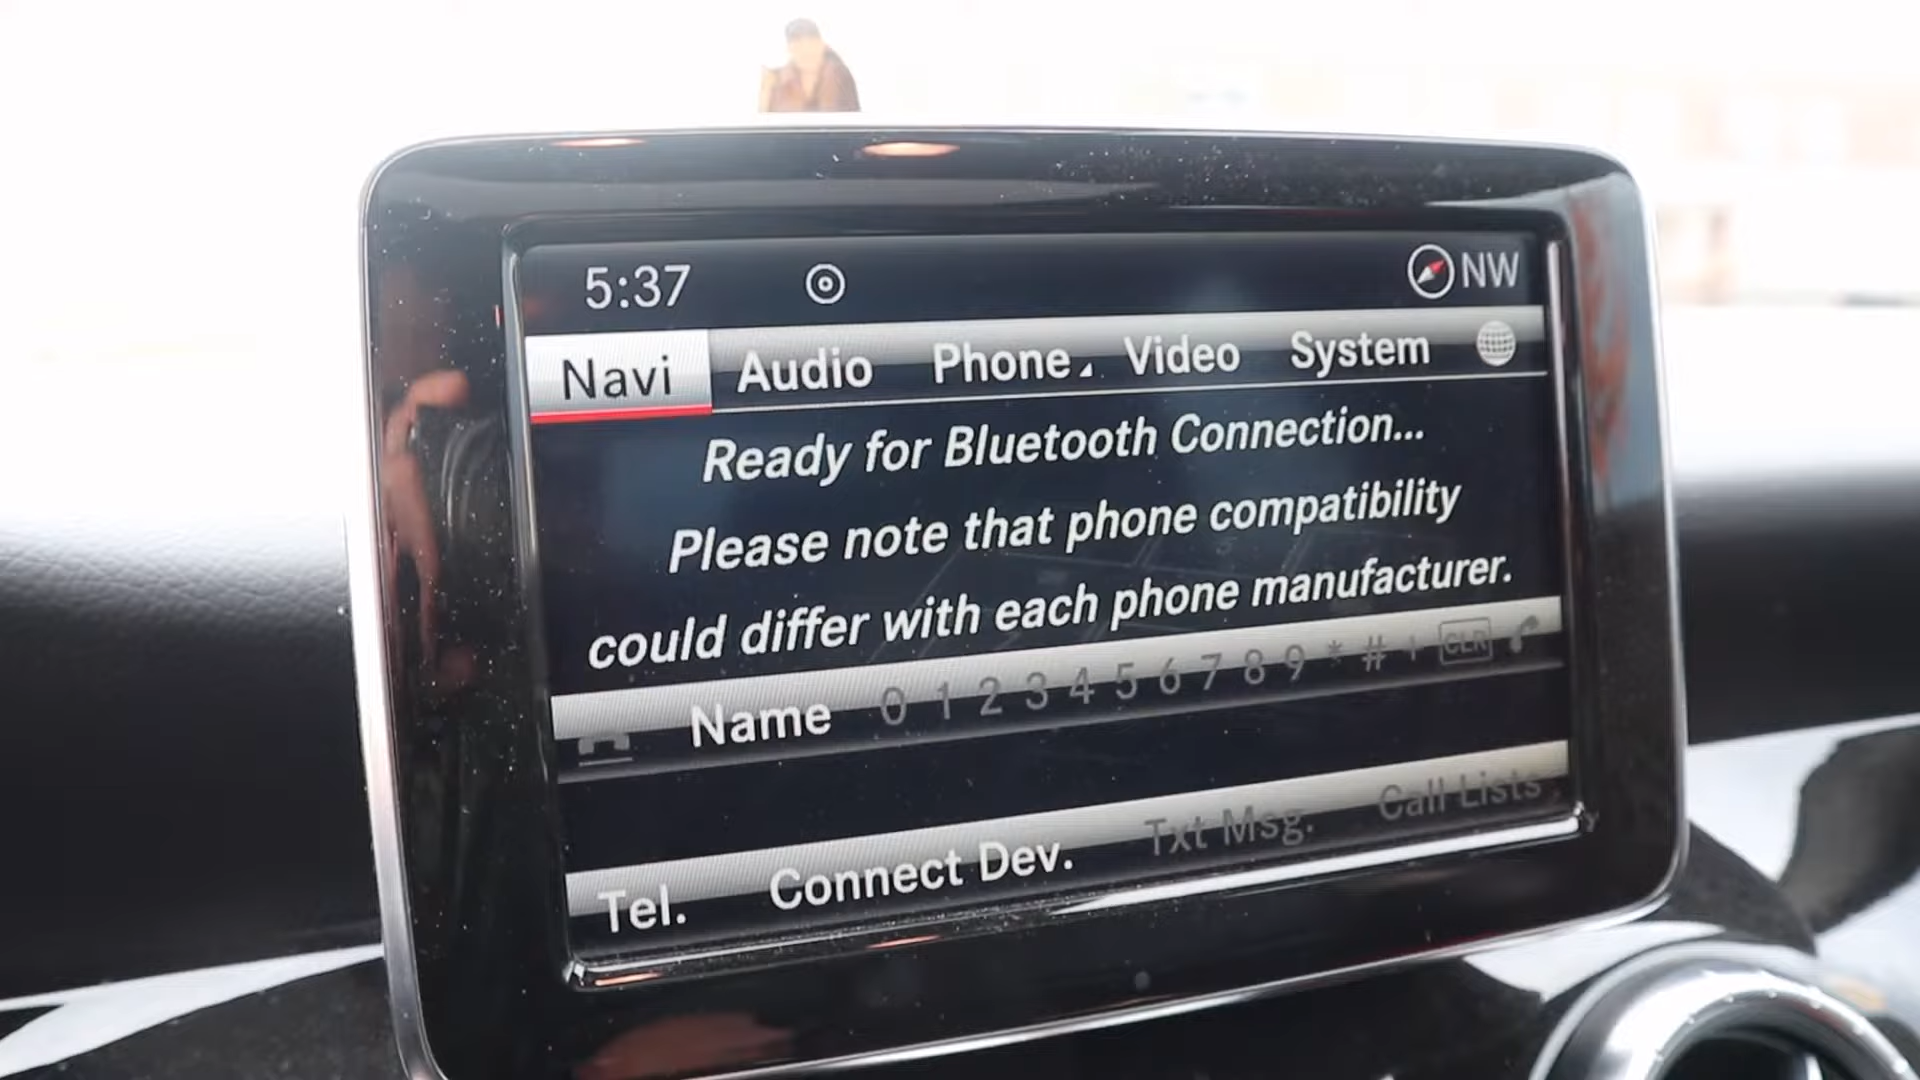 5:37 NW
Navi Audio Phone Video System
Ready for Bluetooth Connection...
Please note that phone compatibility
could differ with each phone manufacturer.
Name 0 1 2 3 4 5 6 7 8 9 * # + CLR
Tel. Connect Dev. Txt Msg. Call Lists